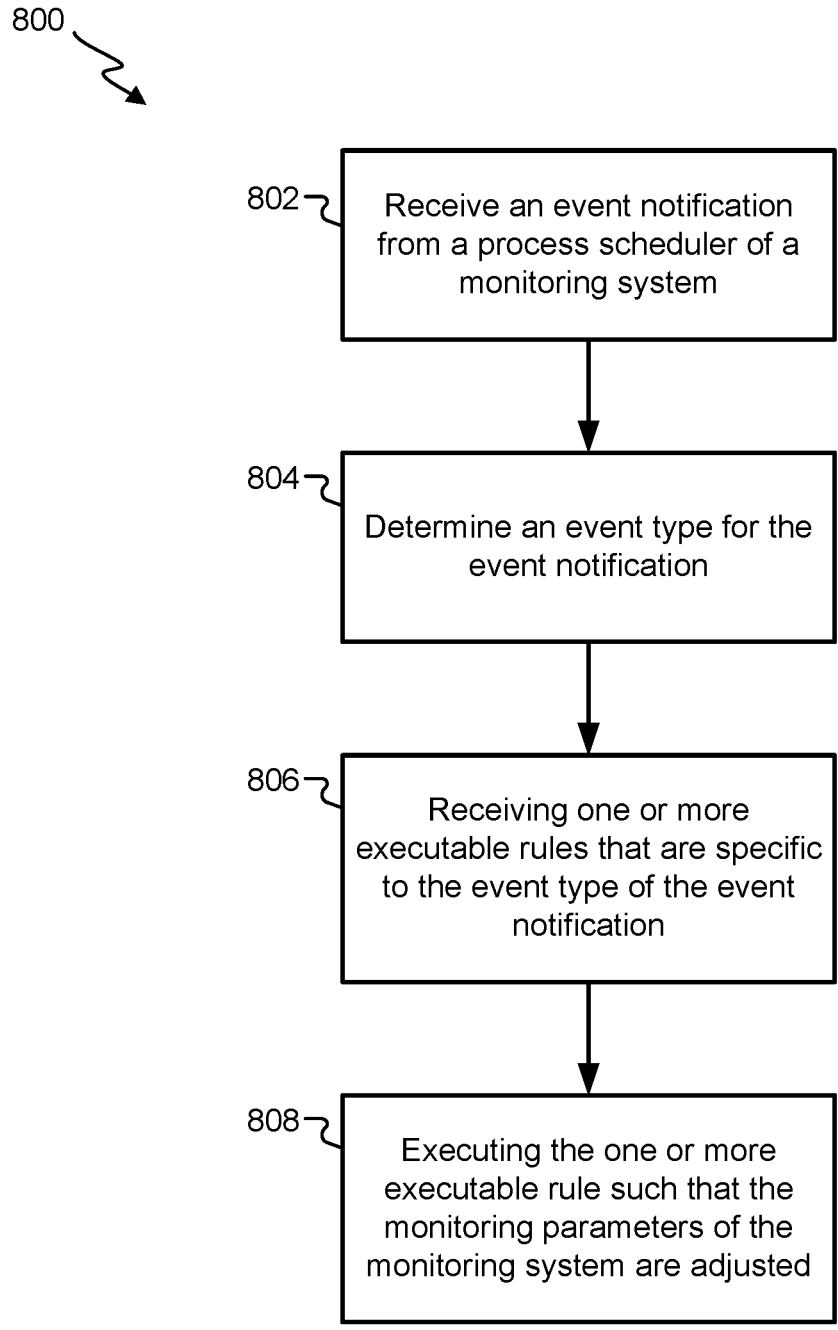 800
802
Receive an event notification
from a process scheduler of a
monitoring system
804
Determine an event type for the
event notification
806
Receiving one or more
executable rules that are specific
to the event type of the event
notification
808
Executing the one or more
executable rule such that the
monitoring parameters of the
monitoring system are adjusted